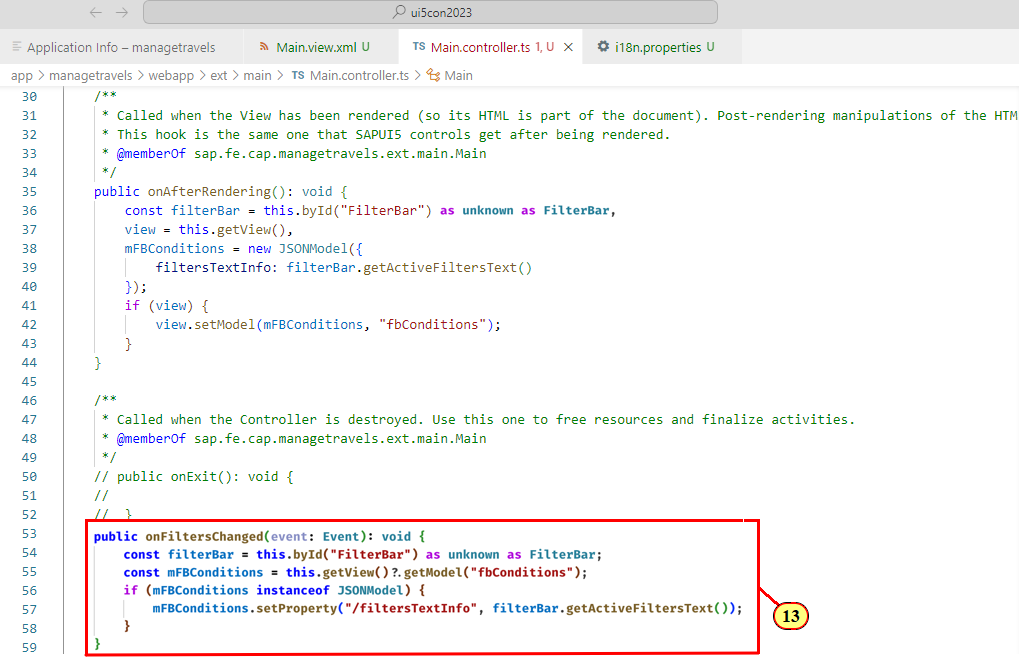 ui5con2023
Application Info – managetravels Main.view.xml U TS Main.controller.ts 1, U i18n.properties U
app > managetravels > webapp > ext > main > TS Main.controller.ts > Main
30 /**
31 * Called when the View has been rendered (so its HTML is part of the document). Post-rendering manipulations of the HTM
32 * This hook is the same one that SAPUI5 controls get after being rendered.
33 * @memberOf sap.fe.cap.managetravels.ext.main.Main
34 */
35 public onAfterRendering(): void {
36 const filterBar = this.byId("FilterBar") as unknown as FilterBar,
37 view = this.getView(),
38 mFBConditions = new JSONModel({
39 filtersTextInfo: filterBar.getActiveFiltersText()
40 });
41 if (view) {
42 view.setModel(mFBConditions, "fbConditions");
43 }
44 }
45
46 /**
47 * Called when the Controller is destroyed. Use this one to free resources and finalize activities.
48 * @memberOf sap.fe.cap.managetravels.ext.main.Main
49 */
50 // public onExit(): void {
51 //
52 // }
53 public onFiltersChanged(event: Event): void {
54 const filterBar = this.byId("FilterBar") as unknown as FilterBar;
55 const mFBConditions = this.getView()?.getModel("fbConditions");
56 if (mFBConditions instanceof JSONModel) {
57 mFBConditions.setProperty("/filtersTextInfo", filterBar.getActiveFiltersText());
58 }
59 }
13